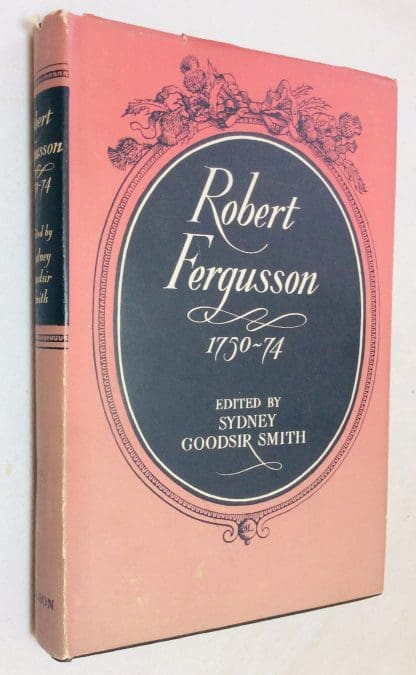 Robert
Fergusson
1750~74
EDITED BY
SYDNEY
GOODSIR SMITH